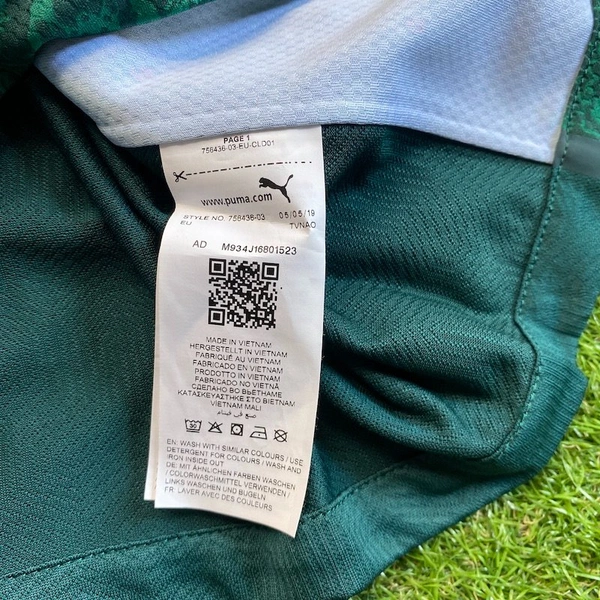 PAGE 1
756436-03-EU-CLD01
www.puma.com
STYLE NO. 756436-03 05/05/19
EU TVNAO
AD M934J16801523
MADE IN VIETNAM
HERGESTELLT IN VIETNAM
FABRIQUÉ AU VIETNAM
FABRICADO EN VIETNAM
PRODOTTO IN VIETNAM
FABRICADO NO VIETNÃ
СДЕЛАНО ВО ВЬЕТНАМЕ
ΚΑΤΑΣΚΕΥΑΣΤΗΚΕ ΣΤΟ ΒΙΕΤΝΑΜ
VIETNAM MALI
صنع في فيتنام
30
EN: WASH WITH SIMILAR COLOURS / USE
DETERGENT FOR COLOURS / WASH AND
IRON INSIDE OUT
DE: MIT ÄHNLICHEN FARBEN WASCHEN
/ COLORWASCHMITTEL VERWENDEN /
LINKS WASCHEN UND BÜGELN
FR: LAVER AVEC DES COULEURS